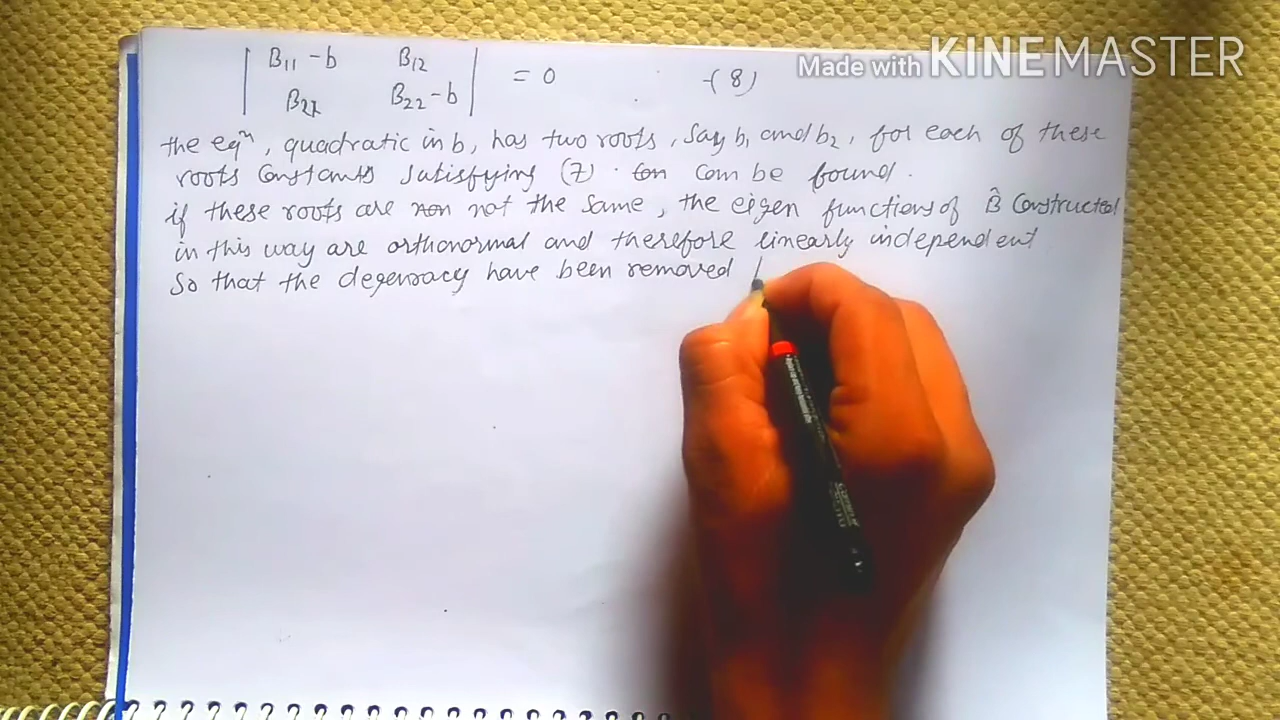 Made with KINEMASTER
| B₁₁ - b B₁₂ |
| B₂₁ B₂₂ - b | = 0 -(8)
the eqⁿ, quadratic in b, has two roots, Say b₁ and b₂, for each of these
roots Constants Satisfying (7). can be found.
if these roots are not the Same, the eigen functions of B̂ Constructed
in this way are orthonormal and therefore linearly independent
So that the degenracy have been removed